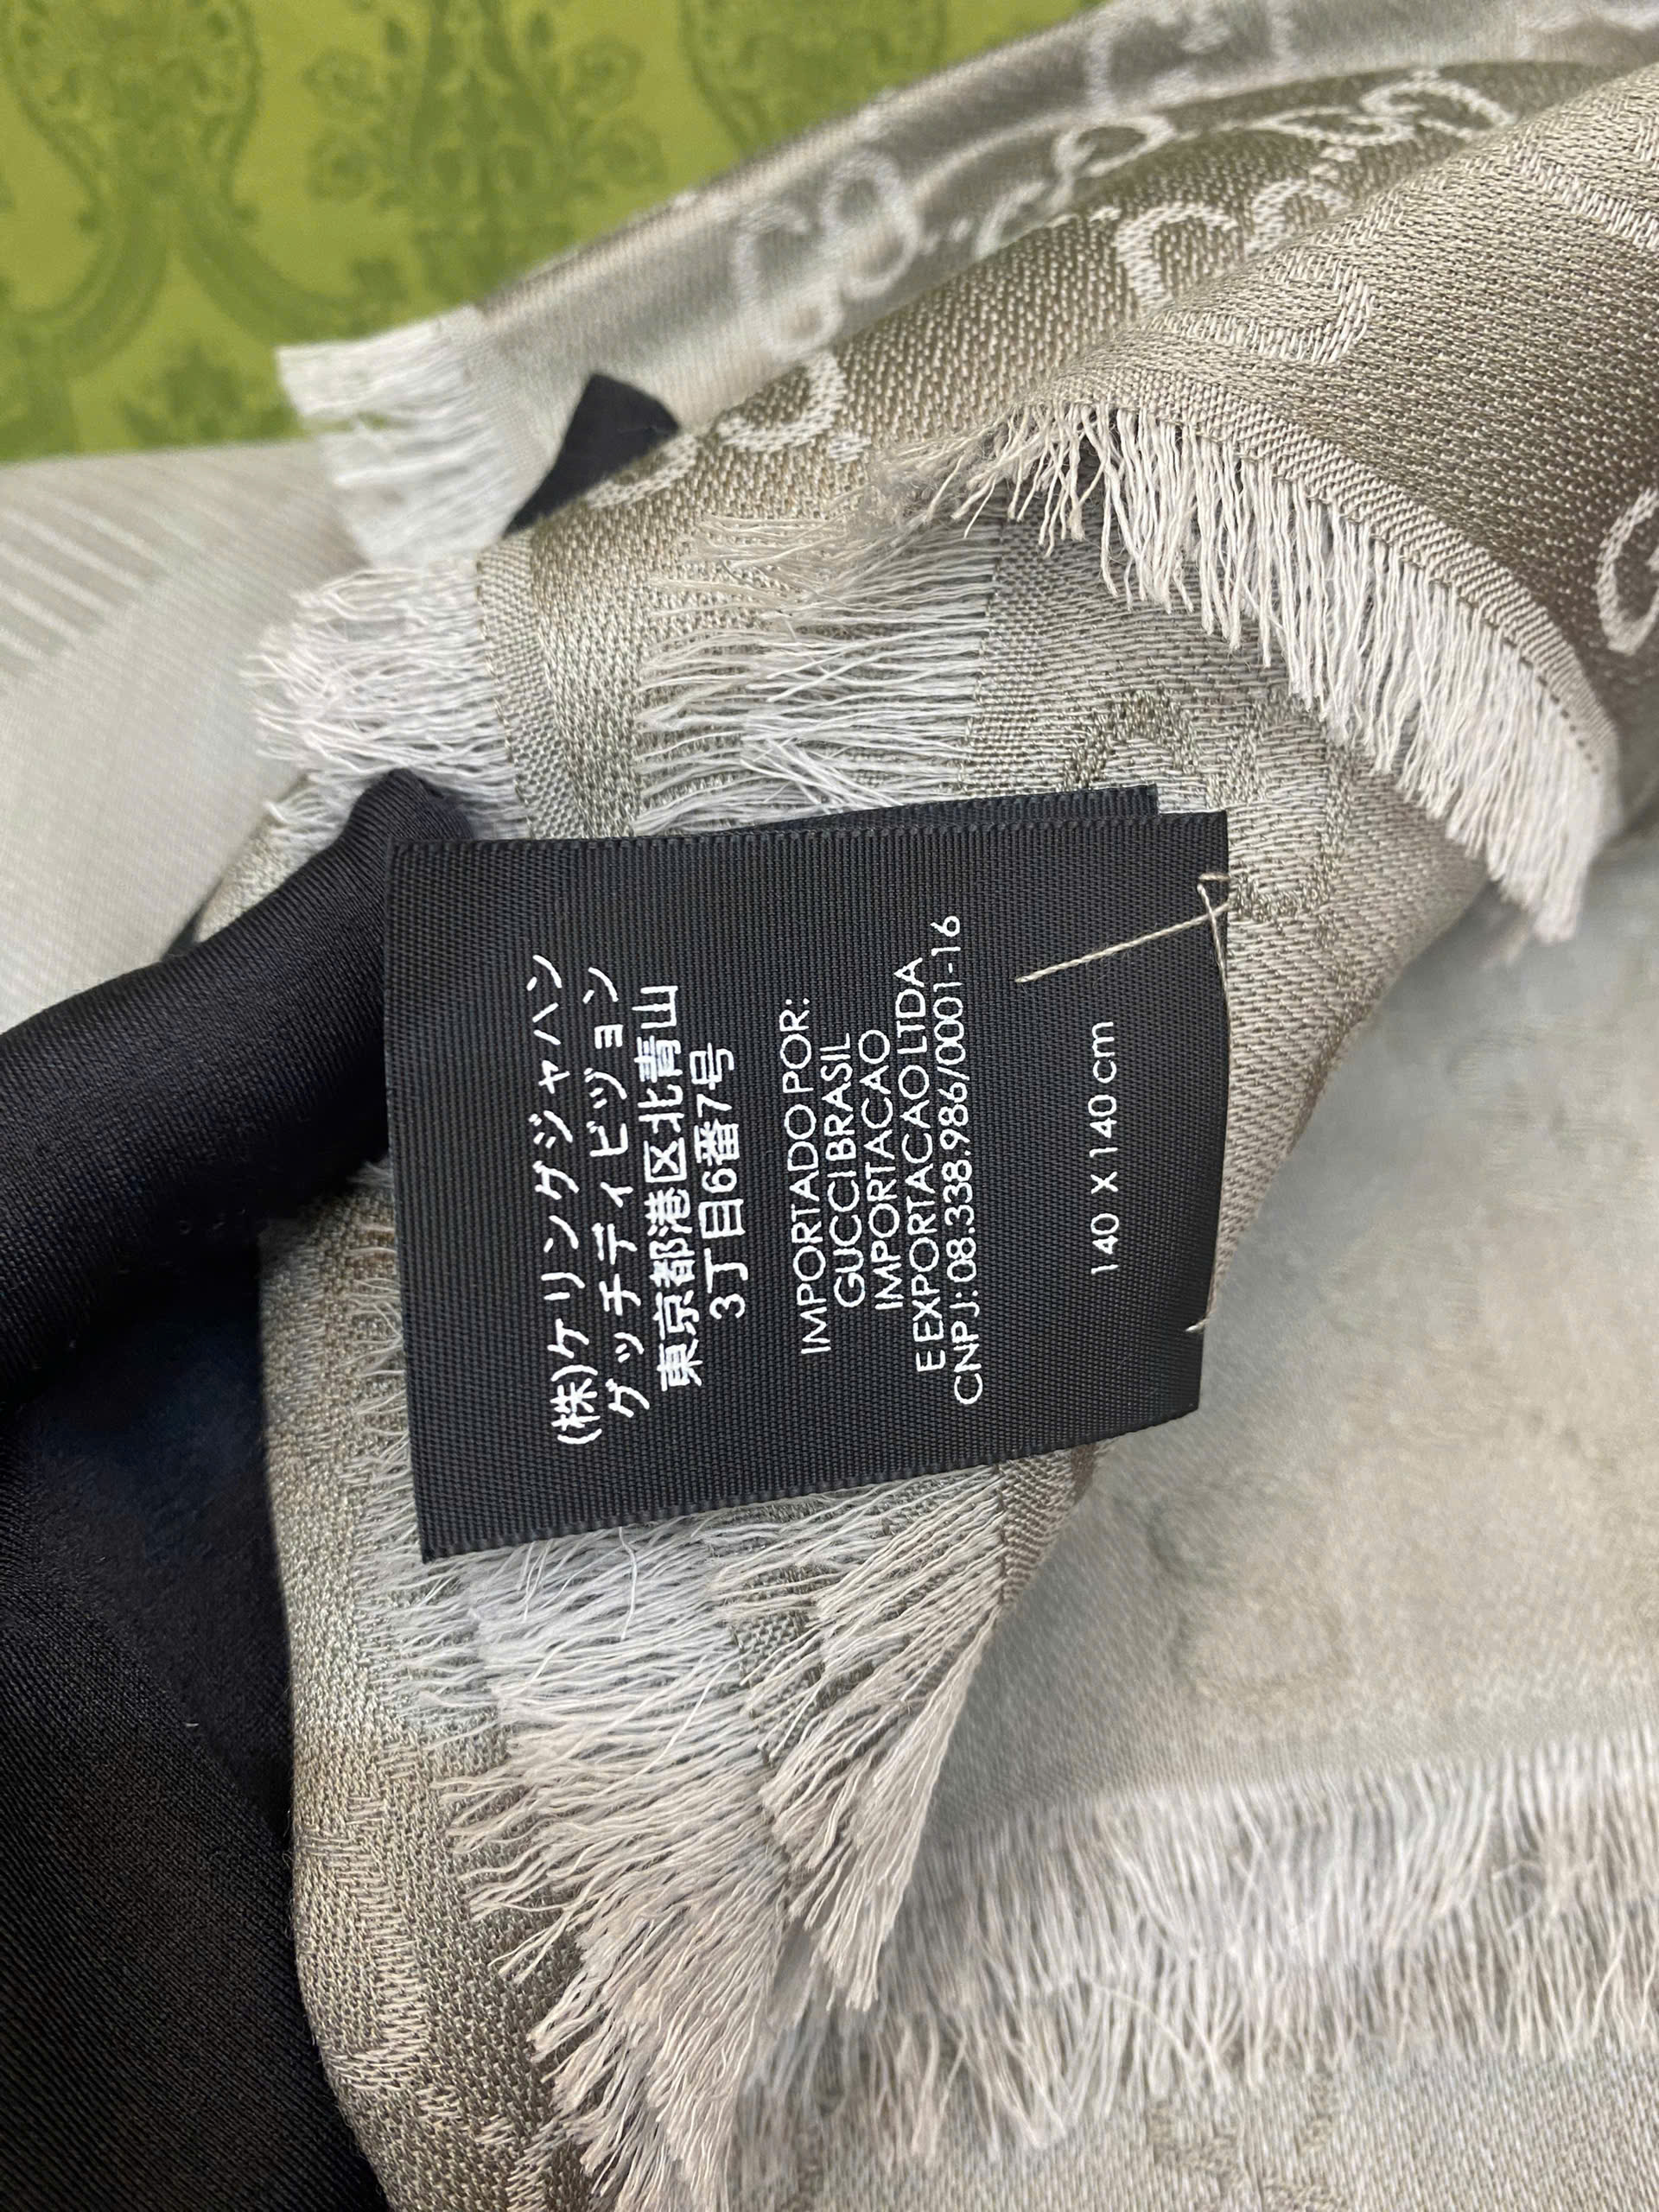 (株)ケリングジャハン
グッチディビジョン
東京都港区北青山
3丁目6番7号
IMPORTADO POR:
GUCCI BRASIL
IMPORTACAO
E EXPORTACAO LTDA
CNPJ:08.338.986/0001-16
140 X 140 cm